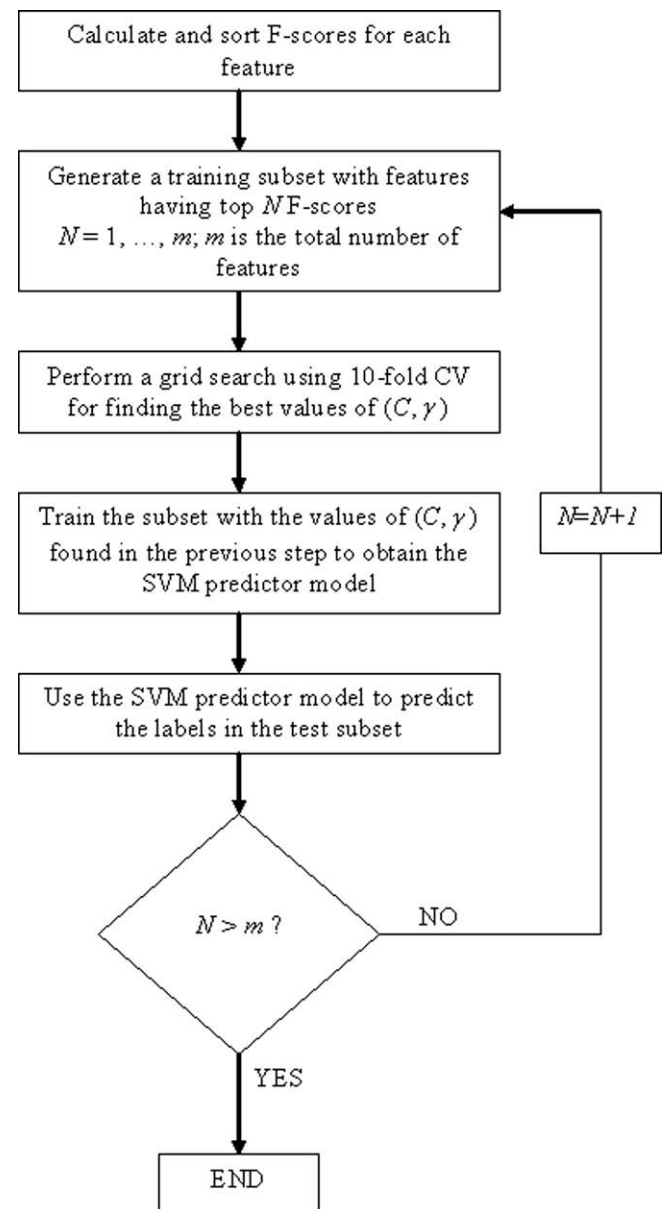 Calculate and sort F-scores for each
feature
Generate a training subset with features
having top N F-scores
N = 1, …, m; m is the total number of
features
Perform a grid search using 10-fold CV
for finding the best values of (C, γ)
Train the subset with the values of (C, γ)
found in the previous step to obtain the
SVM predictor model
N=N+1
Use the SVM predictor model to predict
the labels in the test subset
N > m ?
NO
YES
END